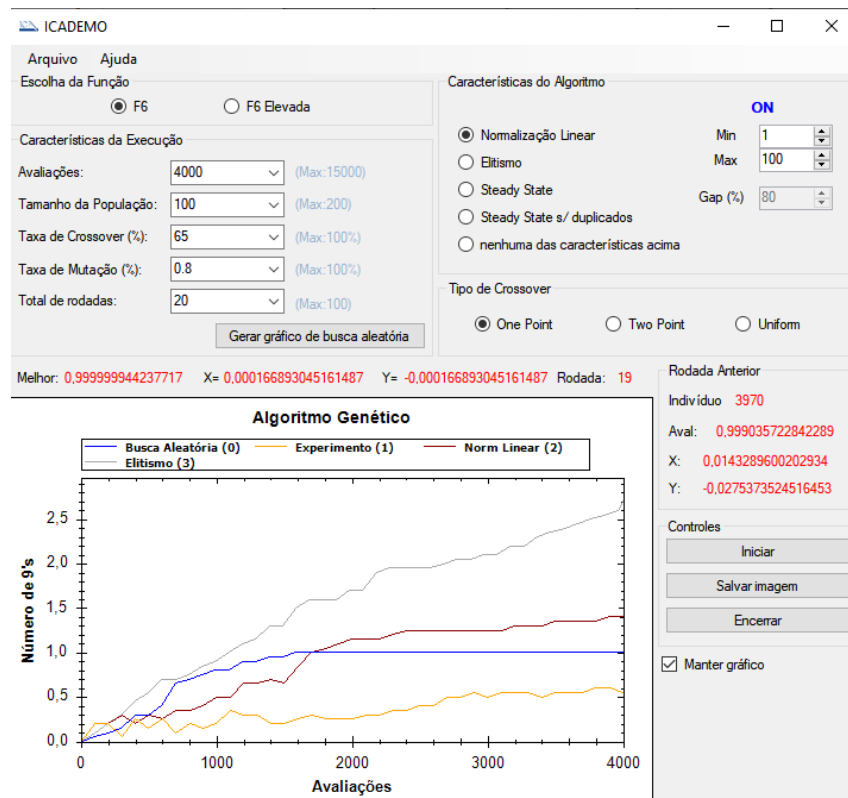 ICADEMO
Arquivo Ajuda
Escolha da Função
F6 F6 Elevada
Características da Execução
Avaliações: 4000 (Max:15000)
Tamanho da População: 100 (Max:200)
Taxa de Crossover (%): 65 (Max:100%)
Taxa de Mutação (%): 0.8 (Max:100%)
Total de rodadas: 20 (Max:100)
Gerar gráfico de busca aleatória
Características do Algoritmo
ON
Normalização Linear Min 1
Elitismo Max 100
Steady State Gap (%) 80
Steady State s/ duplicados
nenhuma das características acima
Tipo de Crossover
One Point Two Point Uniform
Melhor: 0,999999944237717 X= 0,000166893045161487 Y= -0,000166893045161487 Rodada: 19
Algoritmo Genético
Busca Aleatória (0) Experimento (1) Norm Linear (2)
Elitismo (3)
Número de 9's
2,5
2,0
1,5
1,0
0,5
0,0
0 1000 2000 3000 4000
Avaliações
Rodada Anterior
Indivíduo 3970
Aval: 0,999035722842289
X: 0,0143289600202934
Y: -0,0275373524516453
Controles
Iniciar
Salvar imagem
Encerrar
Manter gráfico